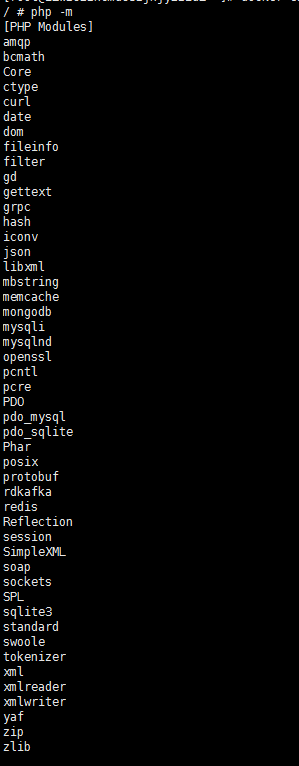 / # php -m
[PHP Modules]
amqp
bcmath
Core
ctype
curl
date
dom
fileinfo
filter
gd
gettext
grpc
hash
iconv
json
libxml
mbstring
memcache
mongodb
mysqli
mysqlnd
openssl
pcntl
pcre
PDO
pdo_mysql
pdo_sqlite
Phar
posix
protobuf
rdkafka
redis
Reflection
session
SimpleXML
soap
sockets
SPL
sqlite3
standard
swoole
tokenizer
xml
xmlreader
xmlwriter
yaf
zip
zlib